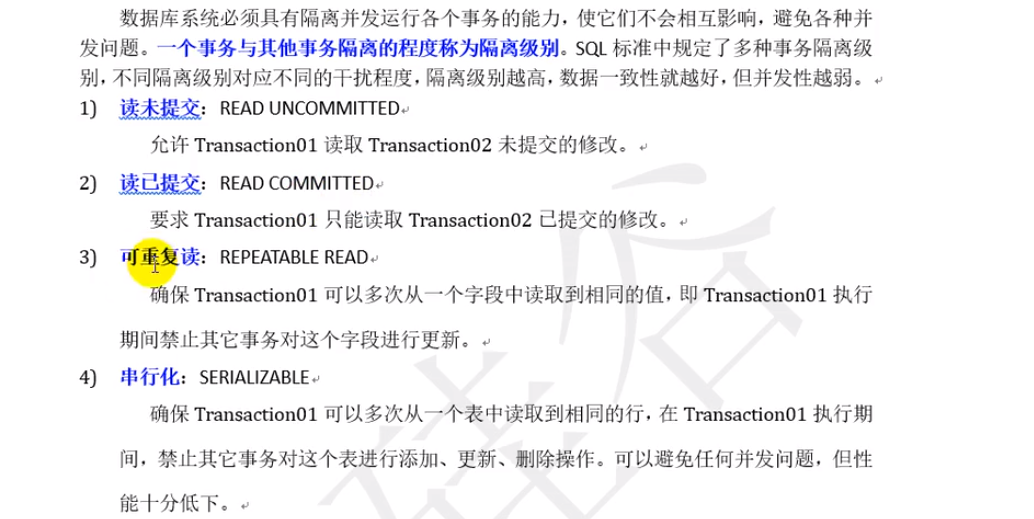 数据库系统必须具有隔离并发运行各个事务的能力，使它们不会相互影响，避免各种并
发问题。一个事务与其他事务隔离的程度称为隔离级别。SQL 标准中规定了多种事务隔离级
别，不同隔离级别对应不同的干扰程度，隔离级别越高，数据一致性就越好，但并发性越弱。
1) 读未提交：READ UNCOMMITTED
允许 Transaction01 读取 Transaction02 未提交的修改。
2) 读已提交：READ COMMITTED
要求 Transaction01 只能读取 Transaction02 已提交的修改。
3) 可重复读：REPEATABLE READ
确保 Transaction01 可以多次从一个字段中读取到相同的值，即 Transaction01 执行
期间禁止其它事务对这个字段进行更新。
4) 串行化：SERIALIZABLE
确保 Transaction01 可以多次从一个表中读取到相同的行，在 Transaction01 执行期
间，禁止其它事务对这个表进行添加、更新、删除操作。可以避免任何并发问题，但性
能十分低下。